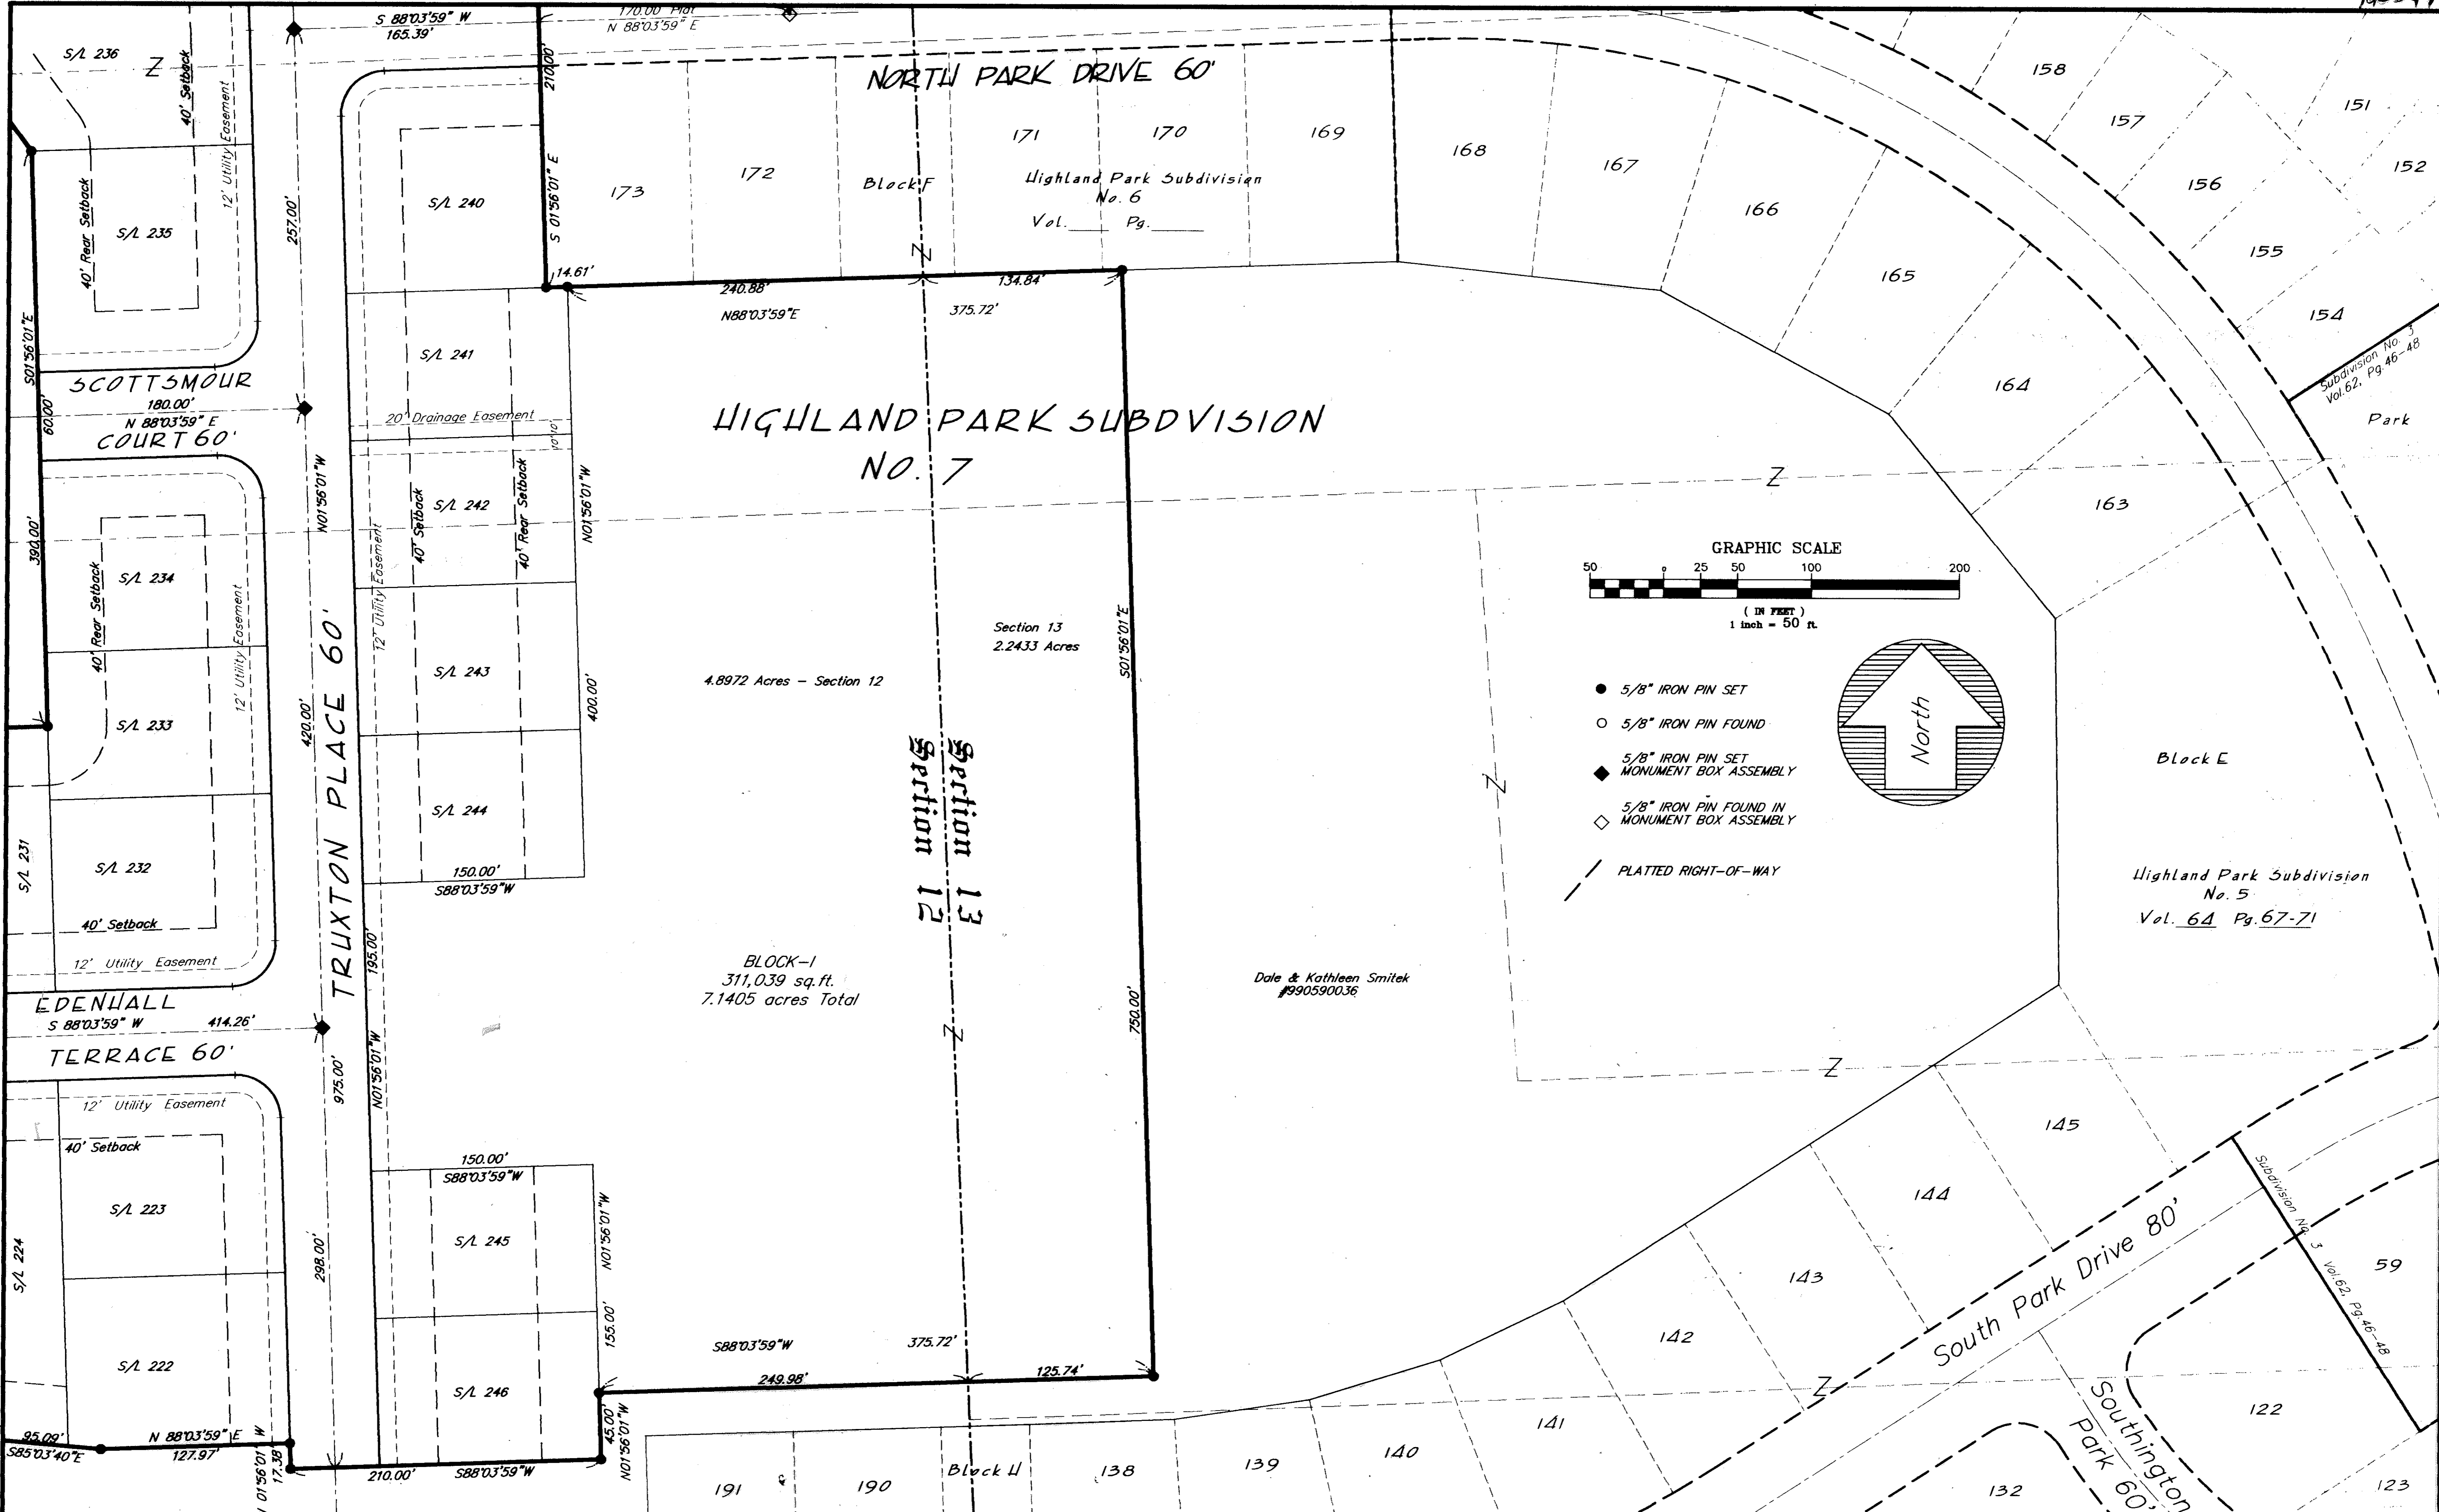 S 88°03'59" W
165.39'
170.00' Plat
N 88°03'59" E
S/L 236
Z
40' Setback
12' Utility Easement
40' Rear Setback
S/L 235
257.00'
210.00'
S 01°56'01" E
S/L 240
NORTH PARK DRIVE 60'
173
172
Block F
171
170
169
168
167
166
165
164
163
Highland Park Subdivision
No. 6
Vol.____ Pg.____
Z
158
157
156
155
154
151
152
Subdivision No. 3
Vol.62, Pg.46-48
Park
14.61'
240.88'
134.84'
N88°03'59"E
375.72'
S01°56'01"E
60.00'
SCOTTSMOUR
180.00'
N 88°03'59" E
COURT 60'
390.00'
S/L 241
20' Drainage Easement
10'
10'
S/L 242
40' Setback
40' Rear Setback
N01°56'01"W
N01°56'01"W
12' Utility Easement
HIGHLAND PARK SUBDVISION
NO. 7
Z
GRAPHIC SCALE
50 0 25 50 100 200
( IN FEET )
1 inch = 50 ft.
S/L 234
40' Rear Setback
12' Utility Easement
S/L 233
S/L 243
S/L 244
400.00'
420.00'
TRUXTON PLACE 60'
Section 13
2.2433 Acres
4.8972 Acres - Section 12
S01°56'01"E
Section 13
Section 12
5/8" IRON PIN SET
5/8" IRON PIN FOUND
5/8" IRON PIN SET
MONUMENT BOX ASSEMBLY
5/8" IRON PIN FOUND IN
MONUMENT BOX ASSEMBLY
PLATTED RIGHT-OF-WAY
North
Z
Block E
Highland Park Subdivision
No. 5
Vol. 64 Pg. 67-71
S/L 231
S/L 232
40' Setback
12' Utility Easement
150.00'
S88°03'59"W
195.00'
BLOCK-I
311,039 sq.ft.
7.1405 acres Total
Dale & Kathleen Smitek
#990590036
750.00'
Z
EDENHALL
S 88°03'59" W 414.26'
TERRACE 60'
975.00'
N01°56'01"W
Z
12' Utility Easement
40' Setback
S/L 223
S/L 224
S/L 222
298.00'
150.00'
S88°03'59"W
S/L 245
S/L 246
N01°56'01"W
155.00'
S88°03'59"W
375.72'
249.98'
125.74'
45.00'
N01°56'01"W
95.09'
S85°03'40"E
N 88°03'59" E
127.97'
01°56'01" W
17.38'
210.00'
S88°03'59"W
191
190
Block H
138
139
140
141
142
143
144
145
Z
South Park Drive 80'
Southington
Park 60'
Subdivision No. 3 Vol.62, Pg.46-48
59
122
123
132